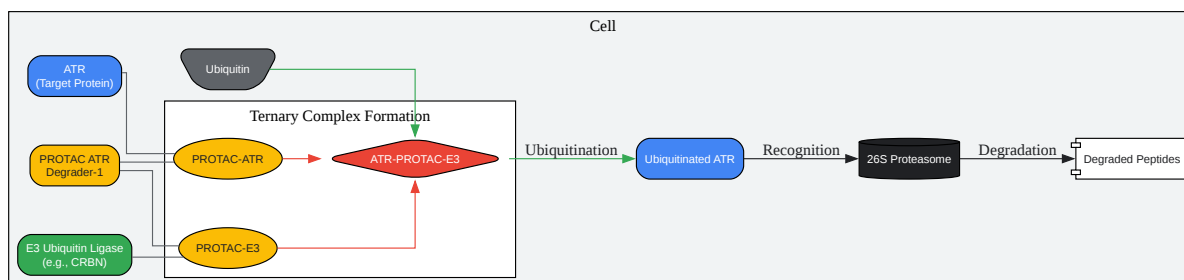 Cell
ATR
(Target Protein)
Ubiquitin
Ternary Complex Formation
PROTAC ATR
Degrader-1
PROTAC-ATR
ATR-PROTAC-E3
Ubiquitination
Ubiquitinated ATR
Recognition
26S Proteasome
Degradation
Degraded Peptides
E3 Ubiquitin Ligase
(e.g., CRBN)
PROTAC-E3